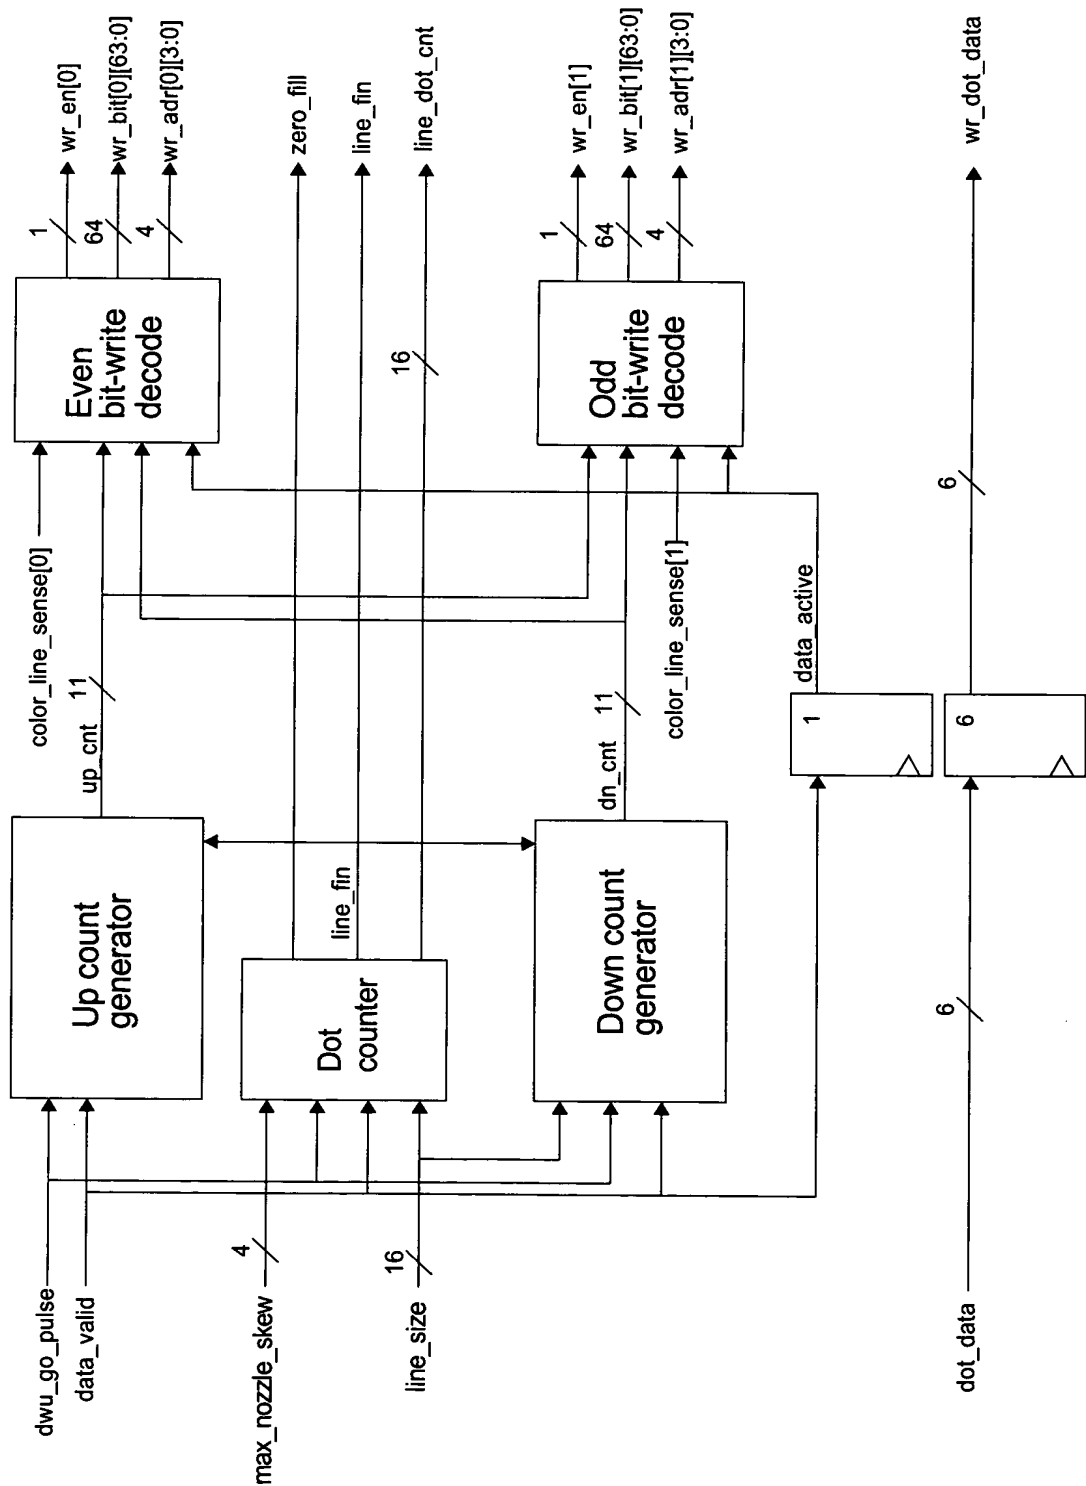 dwu_go_pulse
data_valid
max_nozzle_skew
4
line_size
16
dot_data
6
Up count
generator
Dot
counter
Down count
generator
up_cnt
11
color_line_sense[0]
line_fin
dn_cnt
11
color_line_sense[1]
1
data_active
6
Even
bit-write
decode
16
Odd
bit-write
decode
6
1
64
4
wr_en[0]
wr_bit[0][63:0]
wr_adr[0][3:0]
zero_fill
line_fin
line_dot_cnt
1
64
4
wr_en[1]
wr_bit[1][63:0]
wr_adr[1][3:0]
wr_dot_data